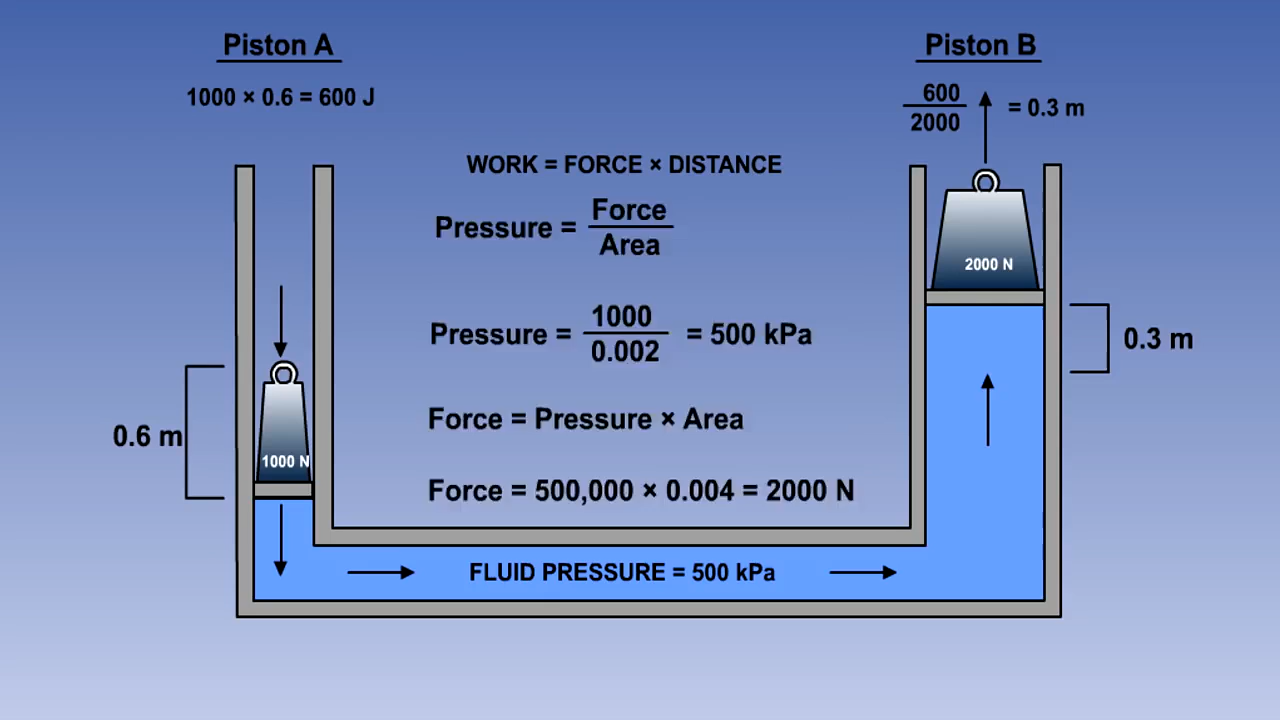 Piston A
1000 × 0.6 = 600 J
Piston B
600
2000
= 0.3 m
WORK = FORCE × DISTANCE
Pressure = Force
Area
Pressure = 1000
0.002
= 500 kPa
Force = Pressure × Area
Force = 500,000 × 0.004 = 2000 N
0.6 m
1000 N
2000 N
0.3 m
FLUID PRESSURE = 500 kPa